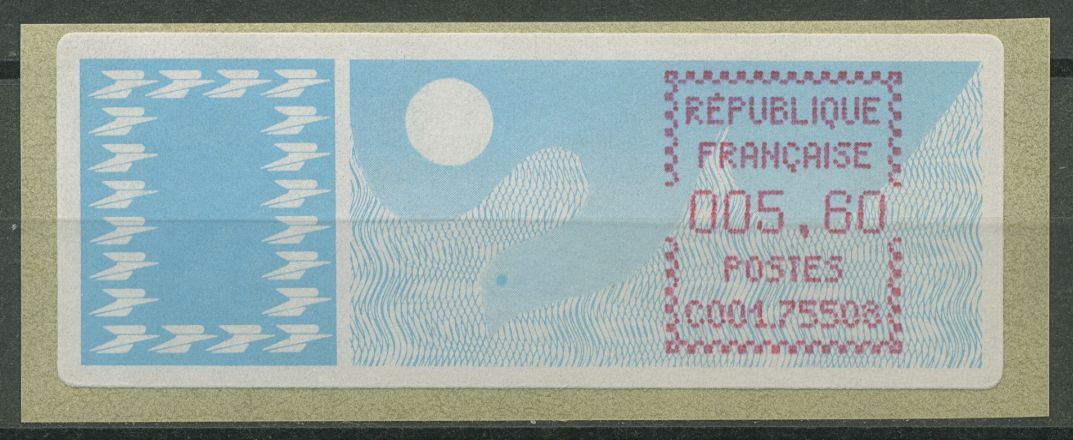 RÉPUBLIQUE
FRANÇAISE
005,60
POSTES
C001.75508